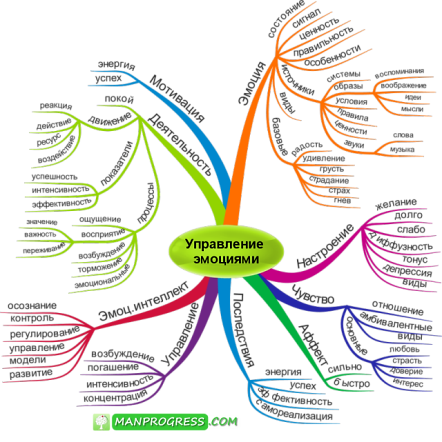 Управление
эмоциями
Эмоция
состояние
сигнал
ценность
правильность
особенности
источники
системы
образы
воспоминания
воображение
идеи
мысли
условия
правила
ценности
звуки
слова
музыка
виды
базовые
радость
удивление
грусть
страдание
страх
гнев
Настроение
желание
долго
слабо
диффузность
тонус
депрессия
виды
Чувство
отношение
амбивалентные
виды
основные
любовь
страсть
доверие
интерес
Аффект
сильно
быстро
Последствия
энергия
успех
эффективность
самореализация
Управление
возбуждение
погашение
интенсивность
концентрация
Эмоц.интеллект
осознание
контроль
регулирование
управление
модели
развитие
Деятельность
покой
движение
реакция
действие
ресурс
воздействие
показатели
успешность
интенсивность
эффективность
процессы
ощущение
восприятие
значение
важность
переживание
возбуждение
торможение
эмоциональные
Мотивация
энергия
успех
MANPROGRESS.COM